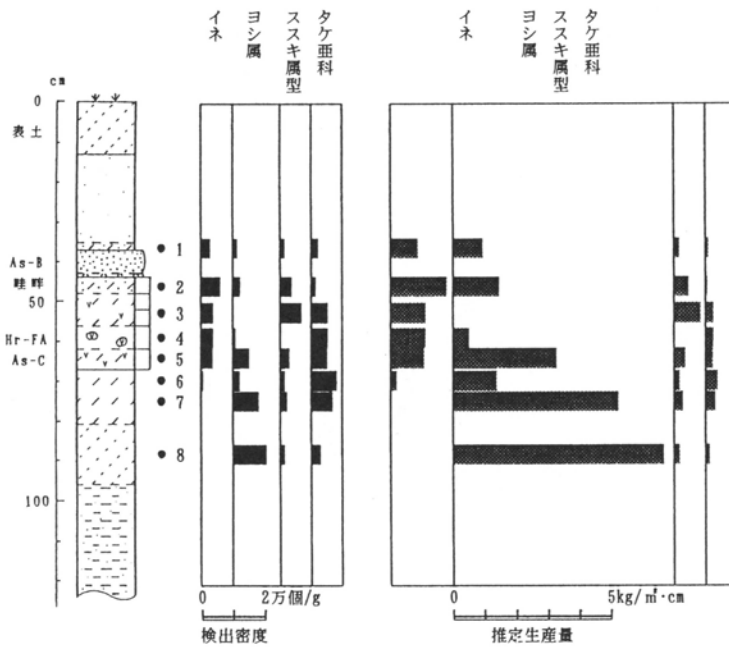 イネ
ヨシ属
ススキ属型
タケ亜科
イネ
ヨシ属
ススキ属型
タケ亜科
cm
0
表土
As-B
畦畔
50
Hr-FA
As-C
100
1
2
3
4
5
6
7
8
0 2万個/g
検出密度
0 5kg/㎡·cm
推定生産量